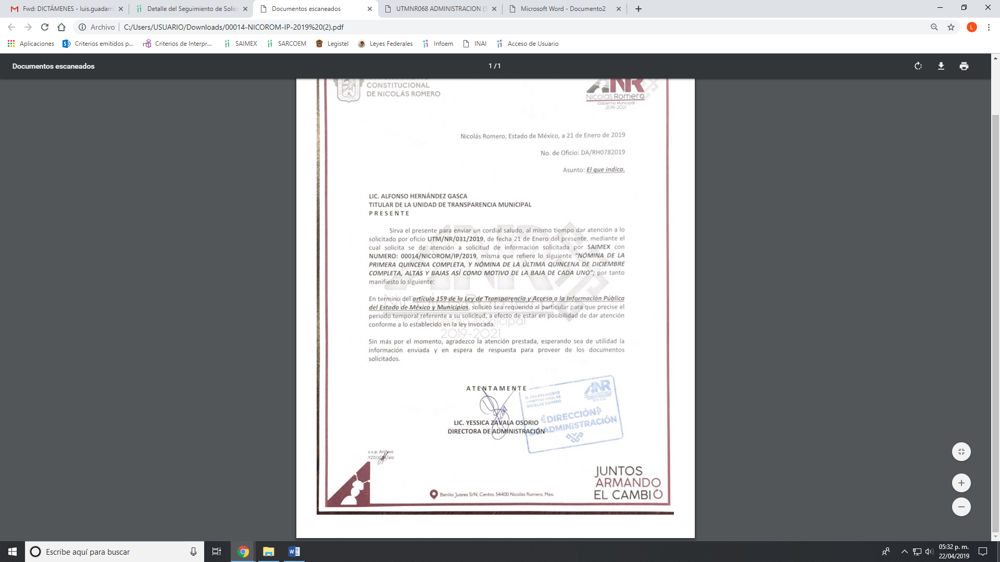 Fwd: DICTÁMENES - luis.guadarra
Detalle del Seguimiento de Solici
Documentos escaneados
UTMNR068 ADMINISTRACION (5
Microsoft Word - Documento2
Archivo
C:/Users/USUARIO/Downloads/00014-NICOROM-IP-2019%20(2).pdf
L
Aplicaciones
Criterios emitidos p...
Criterios de Interpr...
SAIMEX
SARCOEM
Legistel
Leyes Federales
Infoem
INAI
Acceso de Usuario
Documentos escaneados
1 / 1
CONSTITUCIONAL
DE NICOLÁS ROMERO
ANR
Nicolás Romero
Gobierno Municipal
2019-2021
Nicolás Romero, Estado de México, a 21 de Enero de 2019
No. de Oficio: DA/RH0782019
Asunto: El que indica.
LIC. ALFONSO HERNÁNDEZ GASCA
TITULAR DE LA UNIDAD DE TRANSPARENCIA MUNICIPAL
P R E S E N T E
Sirva el presente para enviar un cordial saludo, al mismo tiempo dar atención a lo
solicitado por oficio UTM/NR/031/2019, de fecha 21 de Enero del presente, mediante el
cual solicita se de atención a solicitud de información solicitada por SAIMEX con
NUMERO: 00014/NICOROM/IP/2019, misma que refiere lo siguiente "NÓMINA DE LA
PRIMERA QUINCENA COMPLETA, Y NÓMINA DE LA ÚLTIMA QUINCENA DE DICIEMBRE
COMPLETA, ALTAS Y BAJAS ASÍ COMO MOTIVO DE LA BAJA DE CADA UNO"; por tanto
manifiesto lo siguiente:
En termino del artículo 159 de la Ley de Transparencia y Acceso a la Información Pública
del Estado de México y Municipios, solicito sea requerido al particular para que precise el
periodo temporal referente a su solicitud, a efecto de estar en posibilidad de dar atención
conforme a lo establecido en la ley invocada.
2019-2021
Sin más por el momento, agradezco la atención prestada, esperando sea de utilidad la
información enviada y en espera de respuesta para proveer de los documentos
solicitados.
A T E N T A M E N T E
LIC. YESSICA ZAVALA OSORIO
DIRECTORA DE ADMINISTRACIÓN
H. AYUNTAMIENTO
CONSTITUCIONAL DE
NICOLÁS ROMERO
ANR
DIRECCIÓN
DE ADMINISTRACIÓN
c.c.p. Archivo
JUNTOS
ARMANDO
EL CAMBIO
Benito Juárez S/N, Centro, 54400 Nicolás Romero, Méx.
Escribe aquí para buscar
05:32 p. m.
22/04/2019